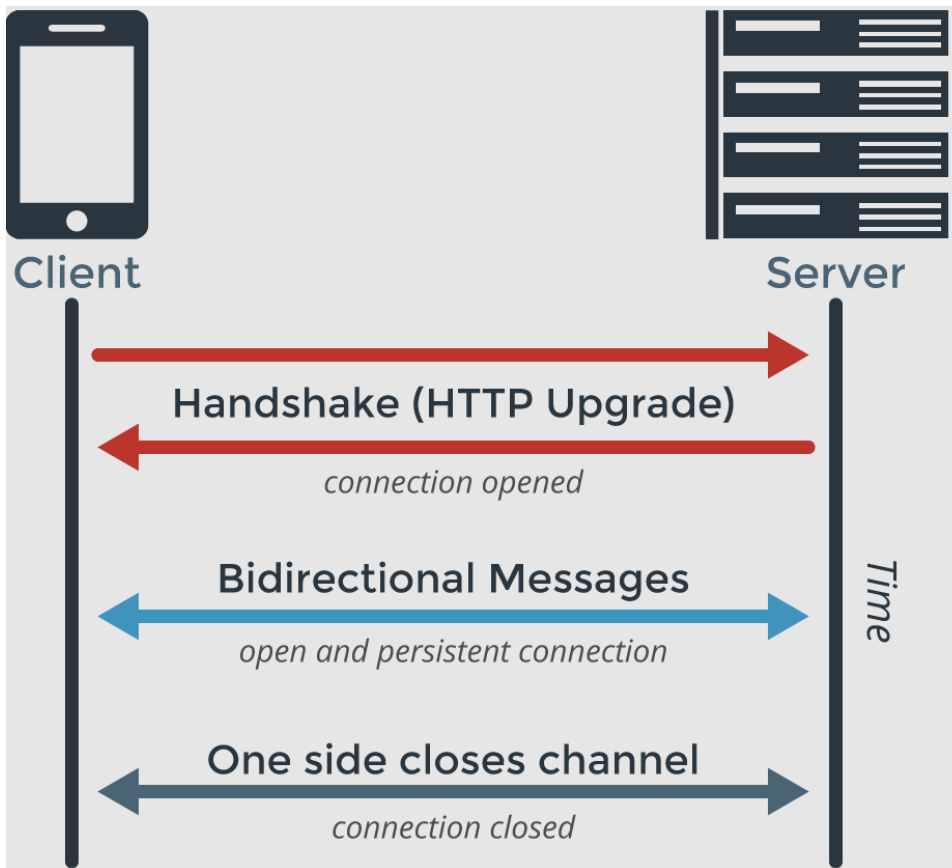 Client
Server
Handshake (HTTP Upgrade)
connection opened
Bidirectional Messages
open and persistent connection
Time
One side closes channel
connection closed